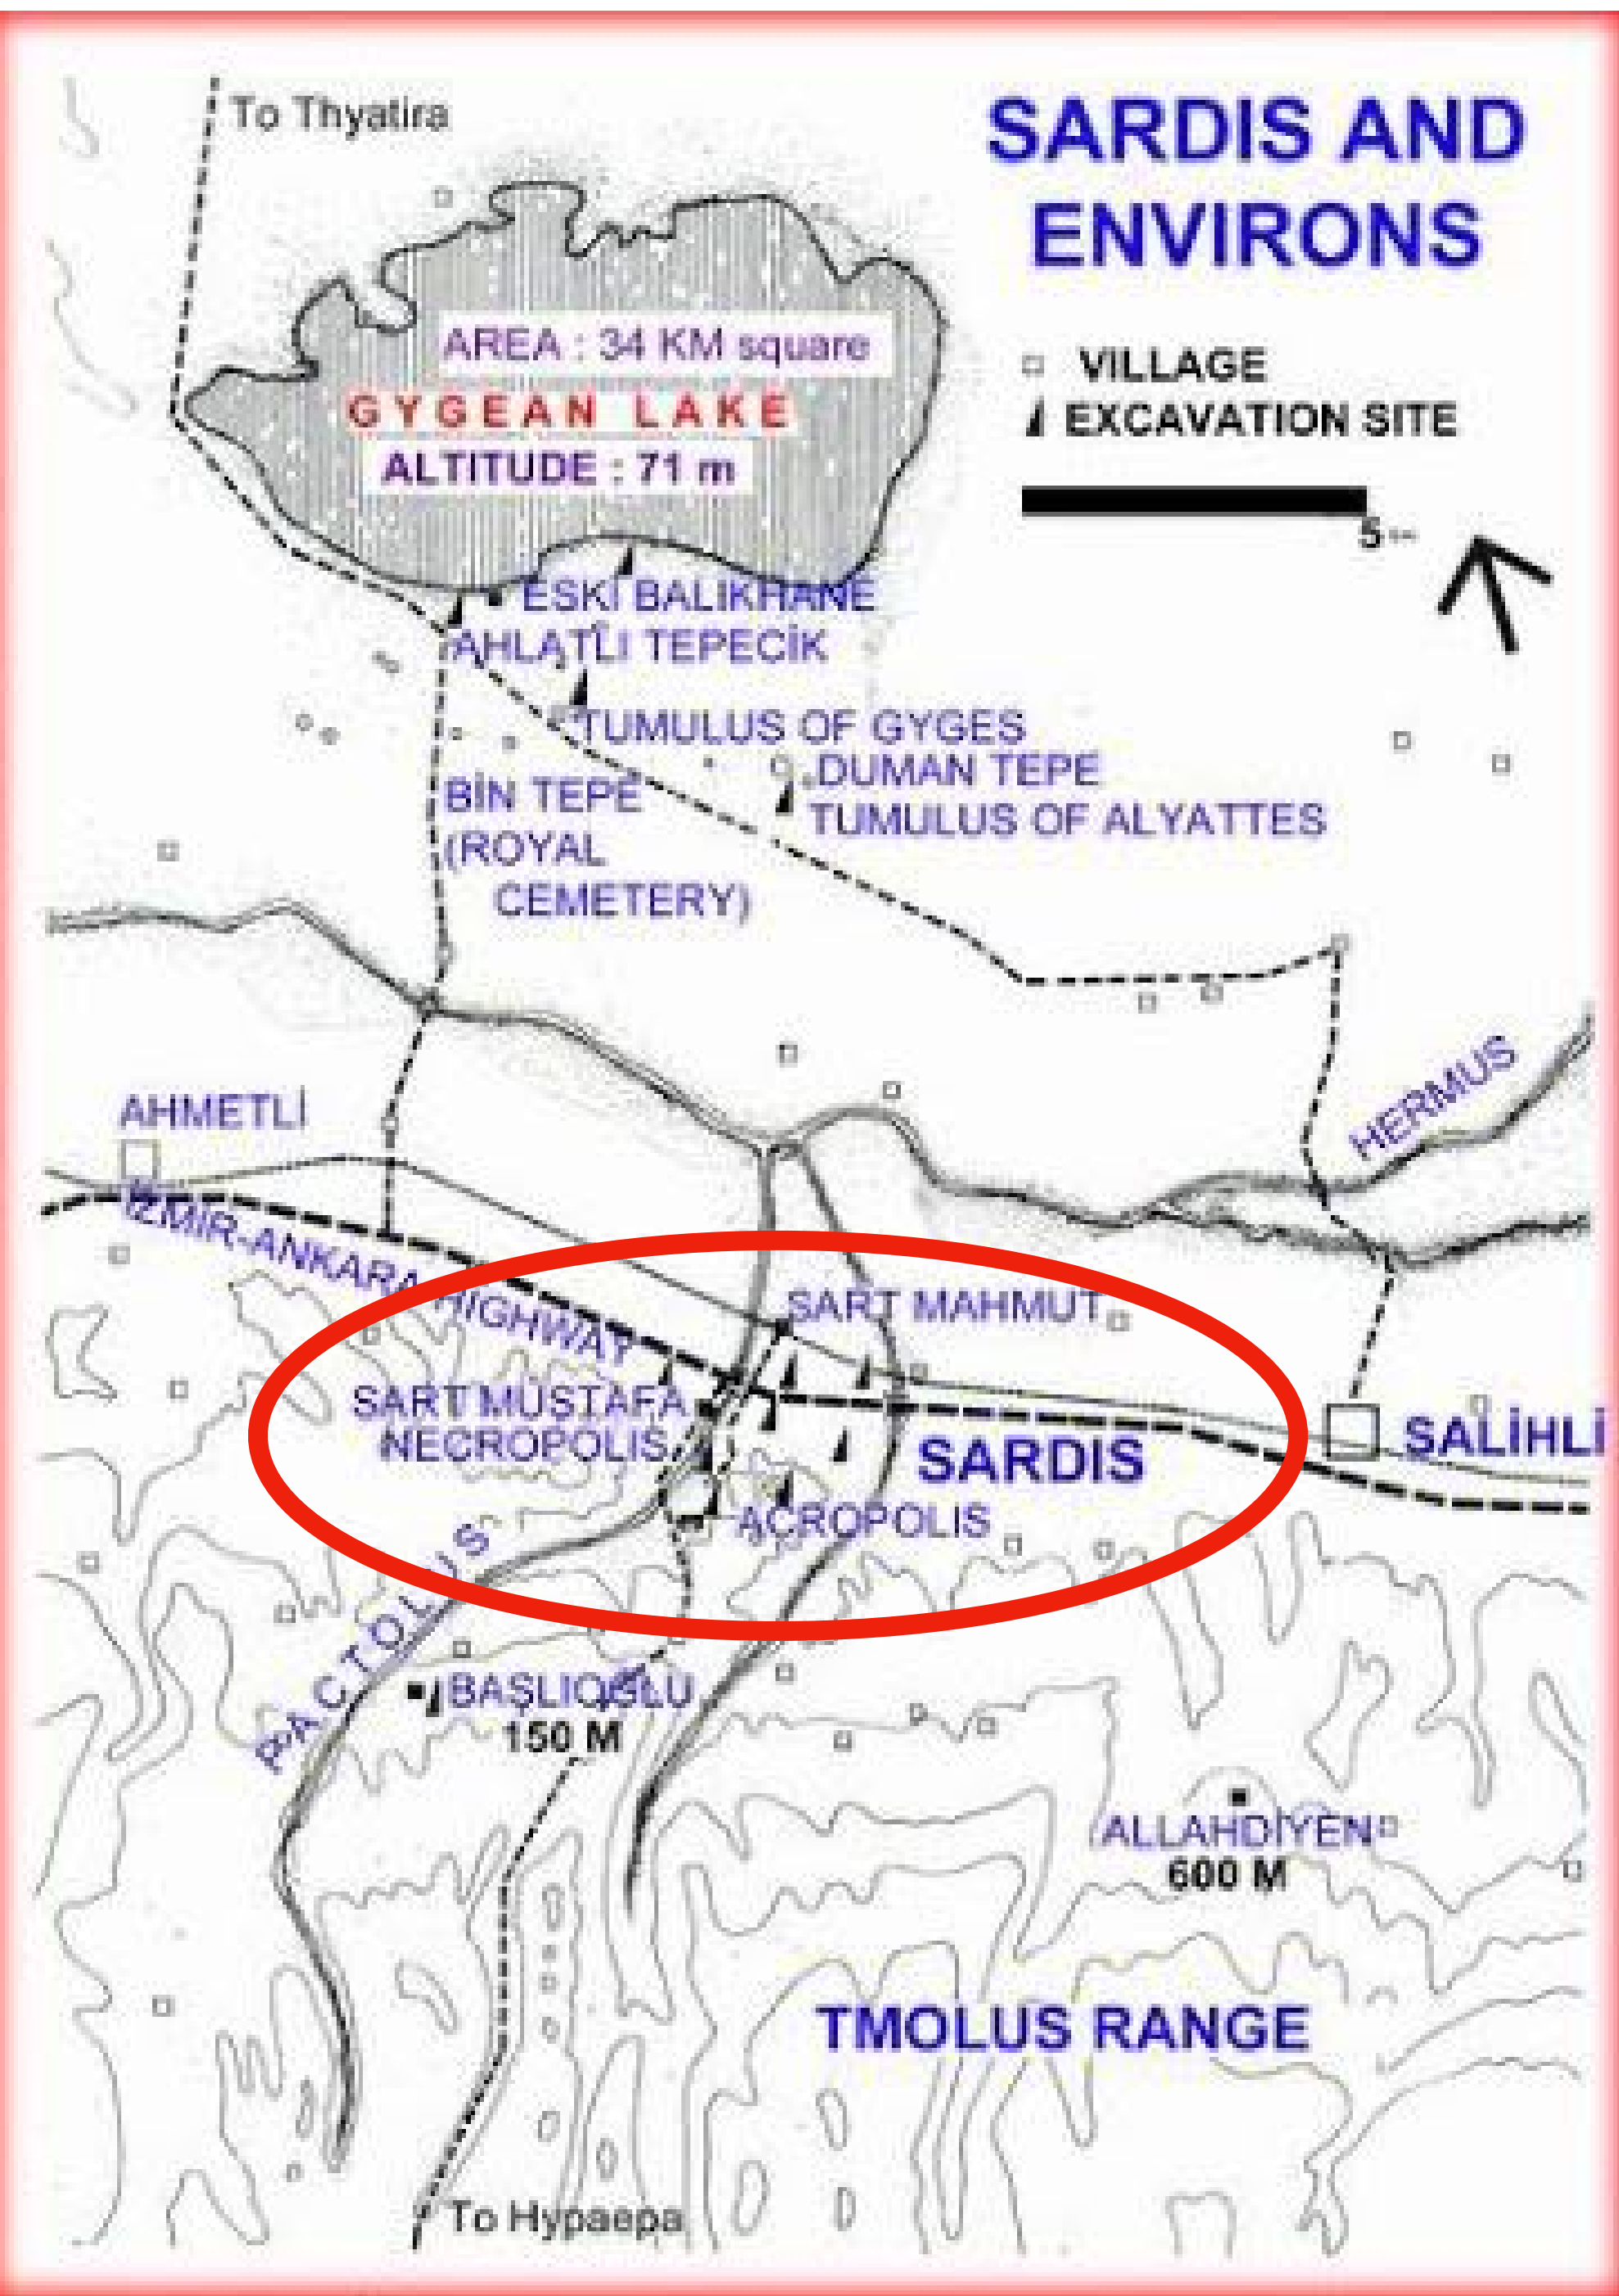 To Thyatira
SARDIS AND
ENVIRONS
VILLAGE
EXCAVATION SITE
5
AREA : 34 KM square
GYGEAN LAKE
ALTITUDE : 71 m
ESKİ BALIKHANE
AHLATLI TEPECİK
TUMULUS OF GYGES
DUMAN TEPE
TUMULUS OF ALYATTES
BİN TEPE
(ROYAL
CEMETERY)
HERMUS
AHMETLİ
İZMİR-ANKARA HIGHWAY
SART MAHMUT
SART MUSTAFA
NECROPOLIS
SARDIS
SALİHLİ
ACROPOLIS
PACTOLUS
BAŞLIOĞLU
150 M
ALLAHDİYEN
600 M
TMOLUS RANGE
To Hypaepa